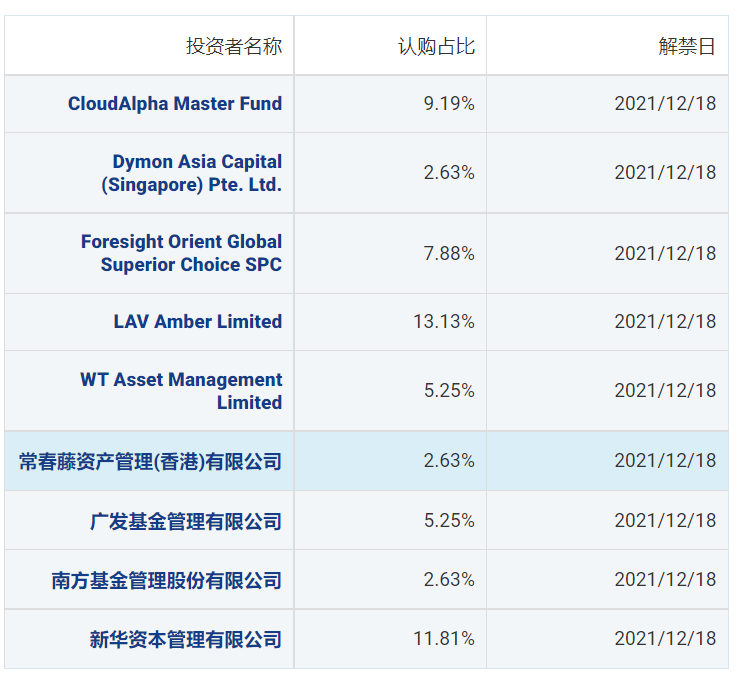 投资者名称 认购占比 解禁日
CloudAlpha Master Fund 9.19% 2021/12/18
Dymon Asia Capital
(Singapore) Pte. Ltd. 2.63% 2021/12/18
Foresight Orient Global
Superior Choice SPC 7.88% 2021/12/18
LAV Amber Limited 13.13% 2021/12/18
WT Asset Management
Limited 5.25% 2021/12/18
常春藤资产管理(香港)有限公司 2.63% 2021/12/18
广发基金管理有限公司 5.25% 2021/12/18
南方基金管理股份有限公司 2.63% 2021/12/18
新华资本管理有限公司 11.81% 2021/12/18